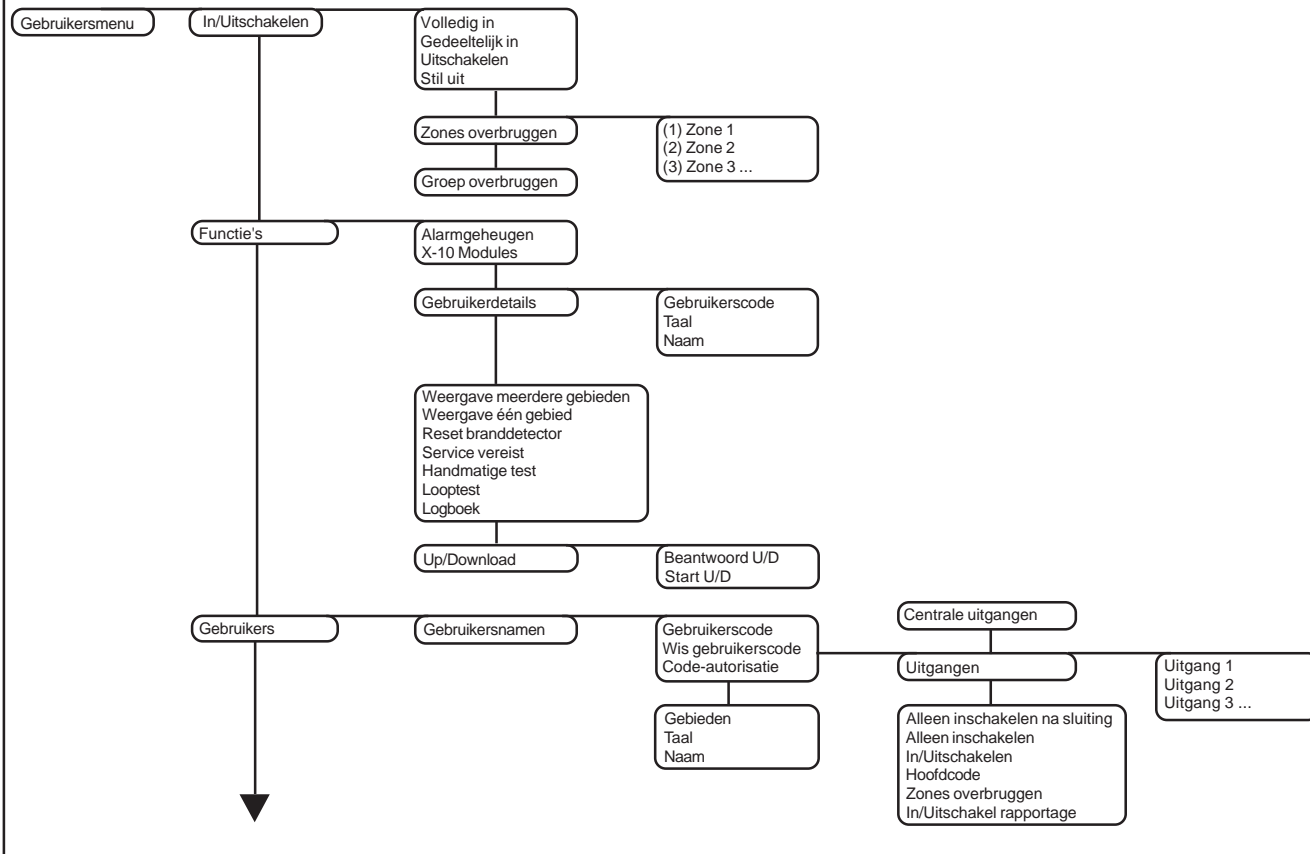 Gebruikersmenu
In/Uitschakelen
Volledig in
Gedeeltelijk in
Uitschakelen
Stil uit
Zones overbruggen
(1) Zone 1
(2) Zone 2
(3) Zone 3 ...
Groep overbruggen
Functie's
Alarmgeheugen
X-10 Modules
Gebruikerdetails
Gebruikerscode
Taal
Naam
Weergave meerdere gebieden
Weergave één gebied
Reset branddetector
Service vereist
Handmatige test
Looptest
Logboek
Up/Download
Beantwoord U/D
Start U/D
Gebruikers
Gebruikersnamen
Gebruikerscode
Wis gebruikerscode
Code-autorisatie
Gebieden
Taal
Naam
Centrale uitgangen
Uitgangen
Uitgang 1
Uitgang 2
Uitgang 3 ...
Alleen inschakelen na sluiting
Alleen inschakelen
In/Uitschakelen
Hoofdcode
Zones overbruggen
In/Uitschakel rapportage